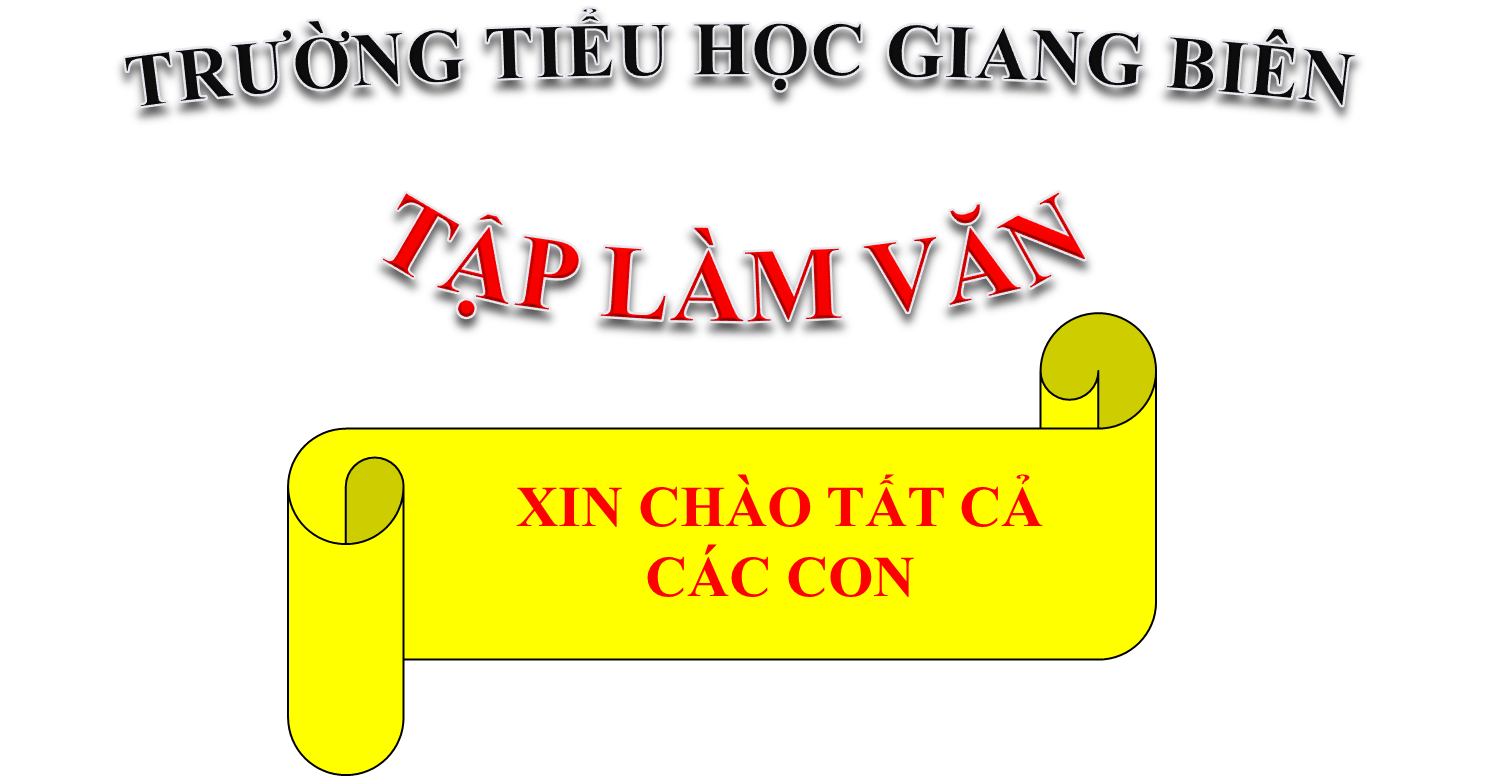 TRƯỜNG TIỂU HỌC GIANG BIÊN
TẬP LÀM VĂN
XIN CHÀO TẤT CẢ
CÁC CON